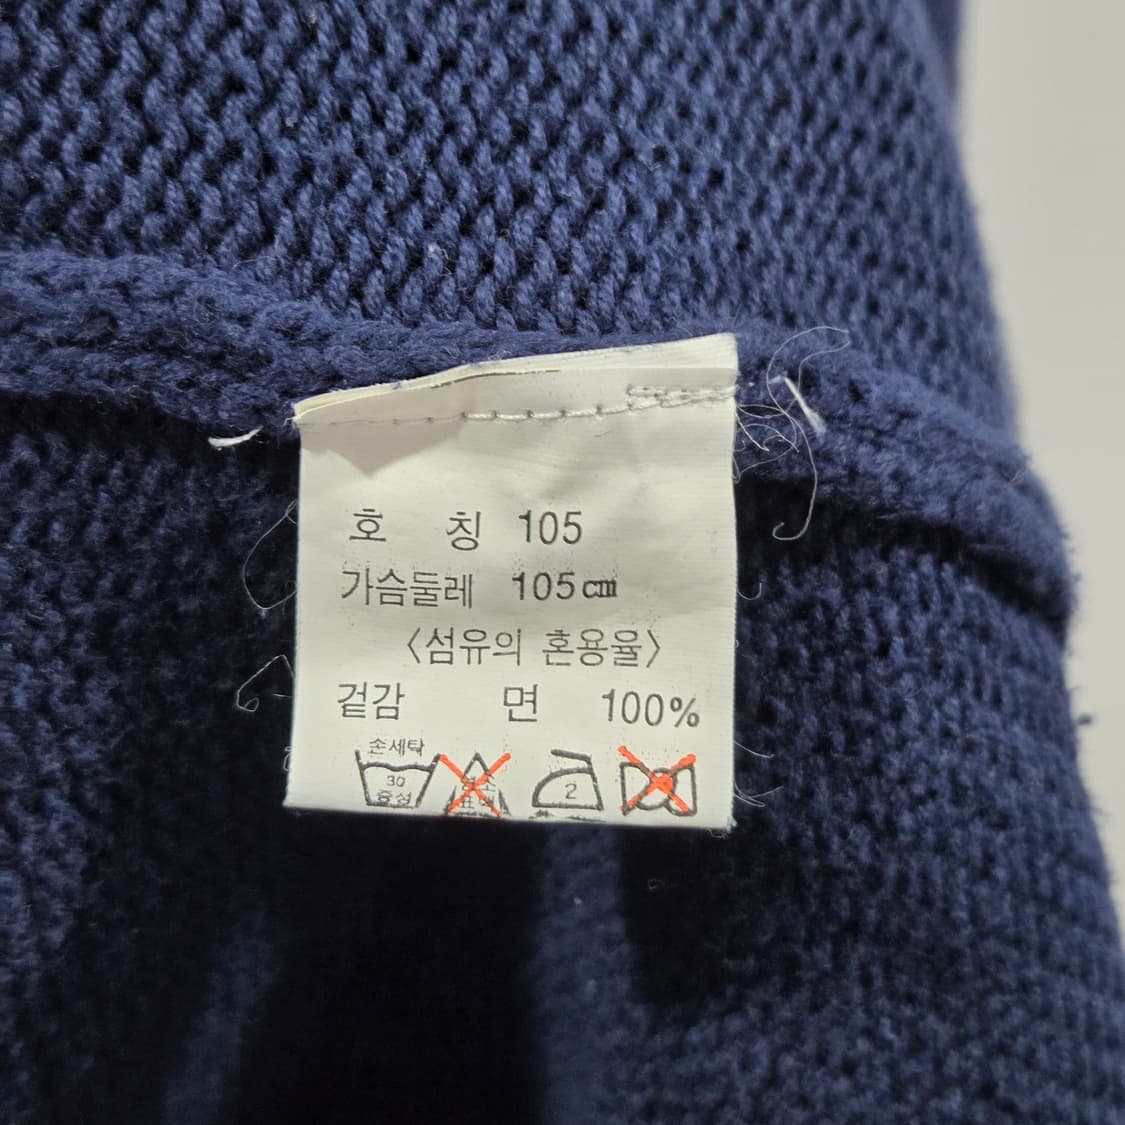 호 칭 105
가슴둘레 105㎝
〈섬유의 혼용율〉
겉감 면 100%
손세탁
30 2
중성